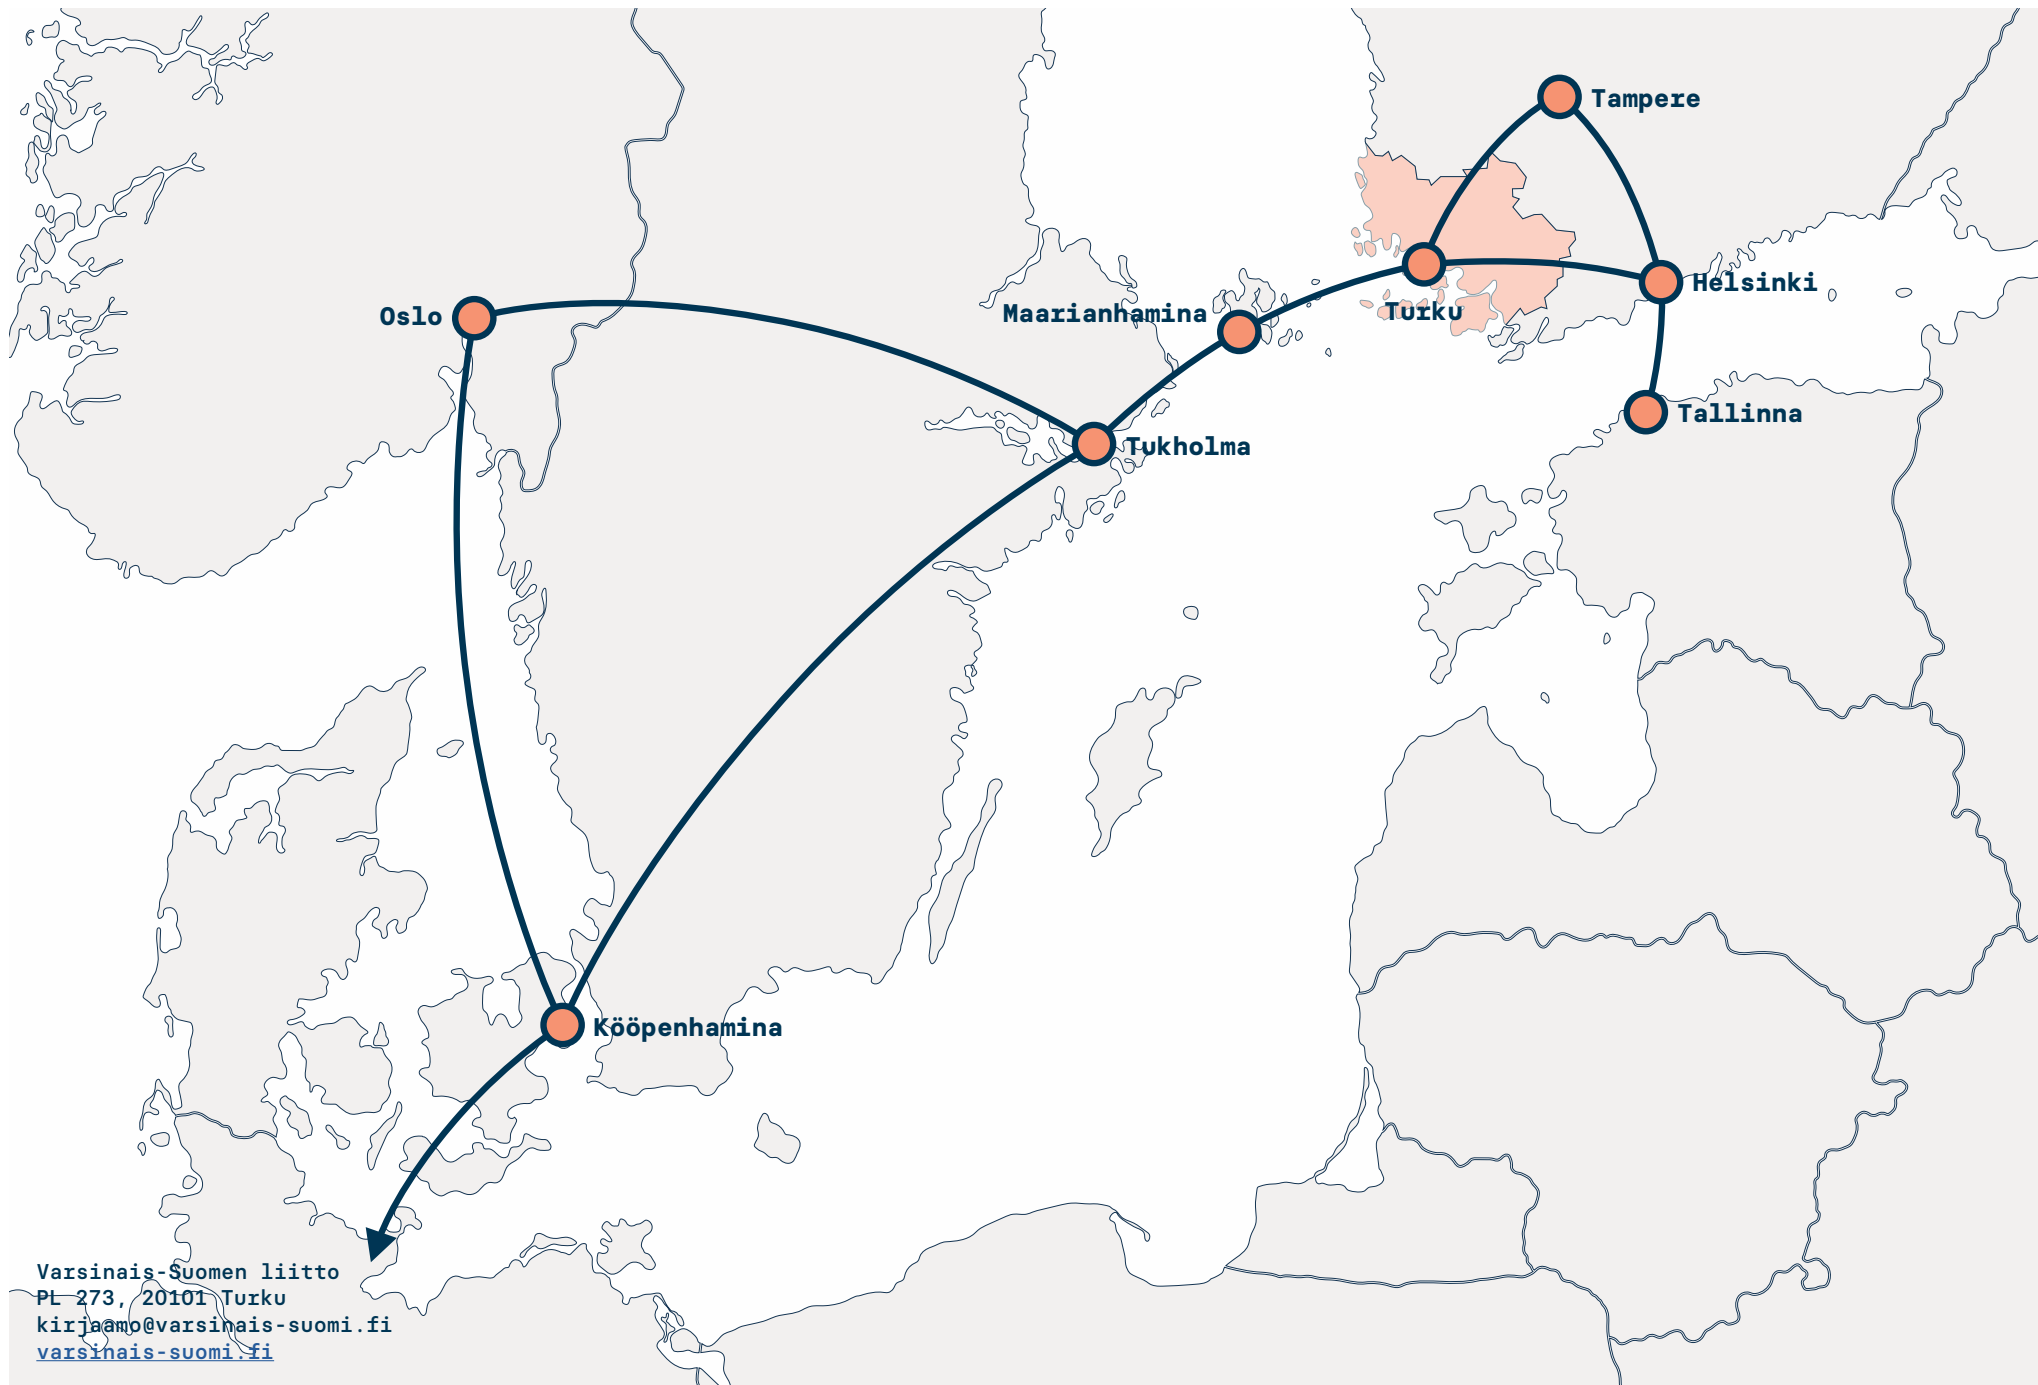 Tampere
Helsinki
Maarianhamina
Turku
Oslo
Tallinna
Tukholma
Kööpenhamina
Varsinais-Suomen liitto
PL 273, 20101 Turku
kirjaamo@varsinais-suomi.fi
varsinais-suomi.fi